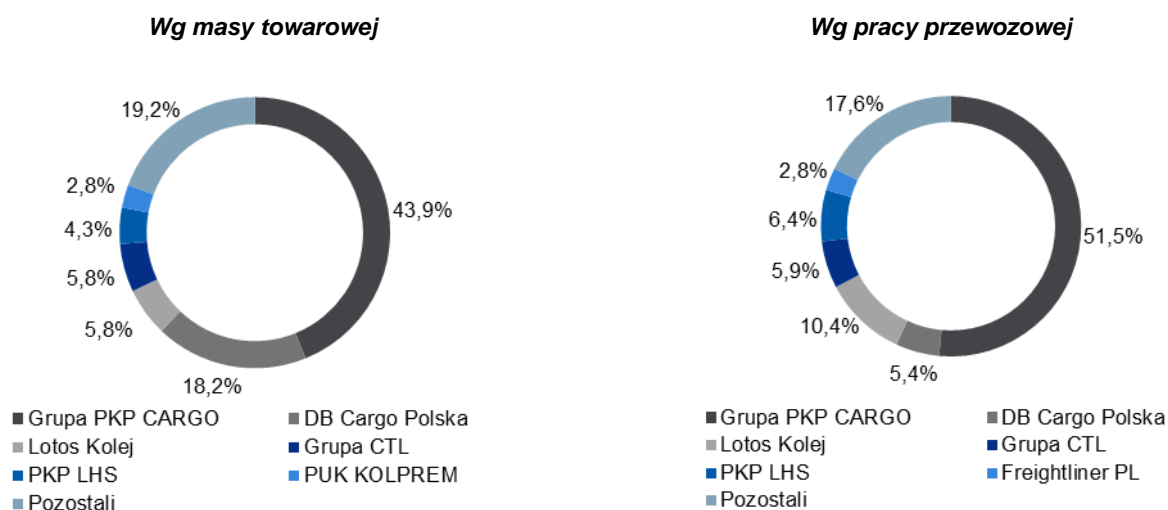 Wg masy towarowej
19,2%
2,8%
4,3%
5,8%
5,8%
18,2%
43,9%
Grupa PKP CARGO DB Cargo Polska
Lotos Kolej Grupa CTL
PKP LHS PUK KOLPREM
Pozostali
Wg pracy przewozowej
17,6%
2,8%
6,4%
5,9%
10,4%
5,4%
51,5%
Grupa PKP CARGO DB Cargo Polska
Lotos Kolej Grupa CTL
PKP LHS Freightliner PL
Pozostali